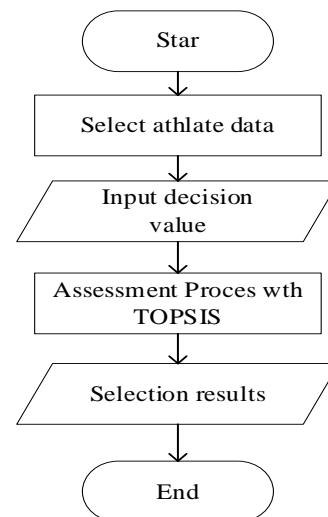 Star
Select athlate data
Input decision
value
Assessment Proces wth
TOPSIS
Selection results
End